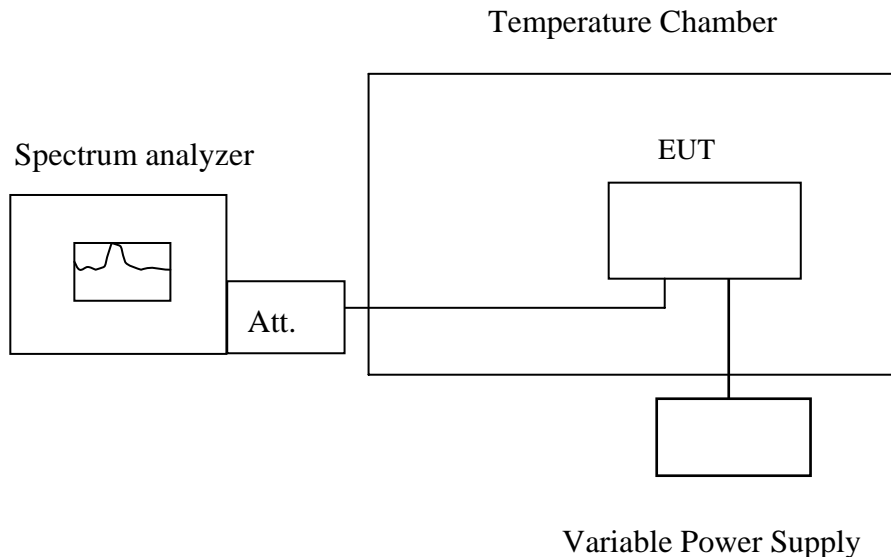 Temperature Chamber
Spectrum analyzer
EUT
Att.
Variable Power Supply